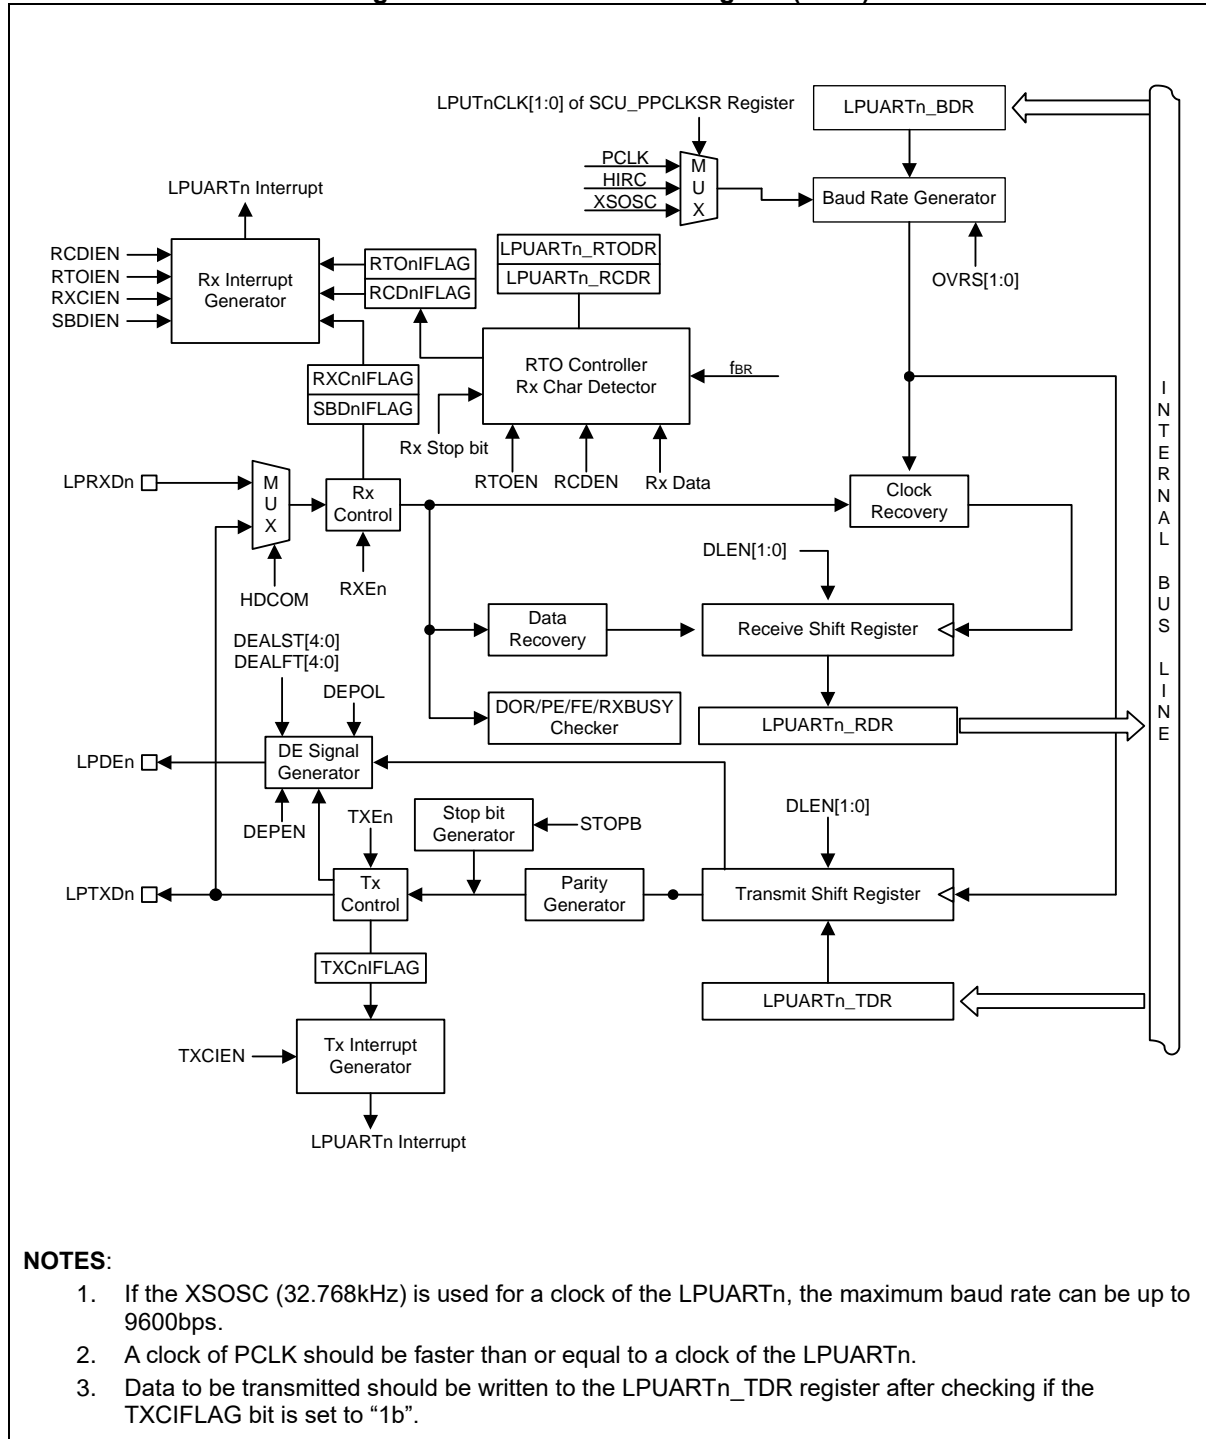 LPUTnCLK[1:0] of SCU_PPCLKSR Register
LPUARTn_BDR
PCLK
HIRC
XSOSC
M
U
X
Baud Rate Generator
OVRS[1:0]
LPUARTn Interrupt
RCDIEN
RTOIEN
RXCIEN
SBDIEN
Rx Interrupt
Generator
RTOnIFLAG
RCDnIFLAG
LPUARTn_RTODR
LPUARTn_RCDR
RTO Controller
Rx Char Detector
fBR
RXCnIFLAG
SBDnIFLAG
Rx Stop bit
RTOEN
RCDEN
Rx Data
LPRXDn
M
U
X
Rx
Control
Clock
Recovery
HDCOM
RXEn
DLEN[1:0]
Data
Recovery
Receive Shift Register
DEALST[4:0]
DEALFT[4:0]
DEPOL
DOR/PE/FE/RXBUSY
Checker
LPUARTn_RDR
LPDEn
DE Signal
Generator
DEPEN
TXEn
Stop bit
Generator
STOPB
DLEN[1:0]
LPTXDn
Tx
Control
Parity
Generator
Transmit Shift Register
TXCnIFLAG
LPUARTn_TDR
TXCIEN
Tx Interrupt
Generator
LPUARTn Interrupt
INTERNAL BUS LINE
NOTES:
1. If the XSOSC (32.768kHz) is used for a clock of the LPUARTn, the maximum baud rate can be up to
9600bps.
2. A clock of PCLK should be faster than or equal to a clock of the LPUARTn.
3. Data to be transmitted should be written to the LPUARTn_TDR register after checking if the
TXCIFLAG bit is set to “1b”.